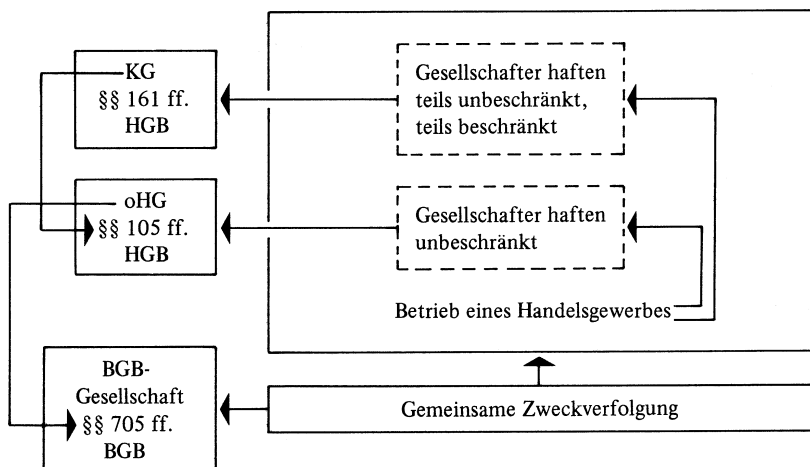 KG
§§ 161 ff.
HGB
Gesellschafter haften
teils unbeschränkt,
teils beschränkt
oHG
§§ 105 ff.
HGB
Gesellschafter haften
unbeschränkt
Betrieb eines Handelsgewerbes
BGB-
Gesellschaft
§§ 705 ff.
BGB
Gemeinsame Zweckverfolgung